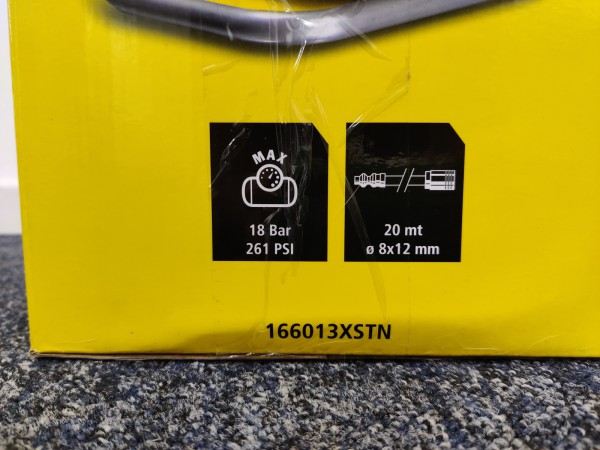 MAX
18 Bar
261 PSI
20 mt
ø 8x12 mm
166013XSTN